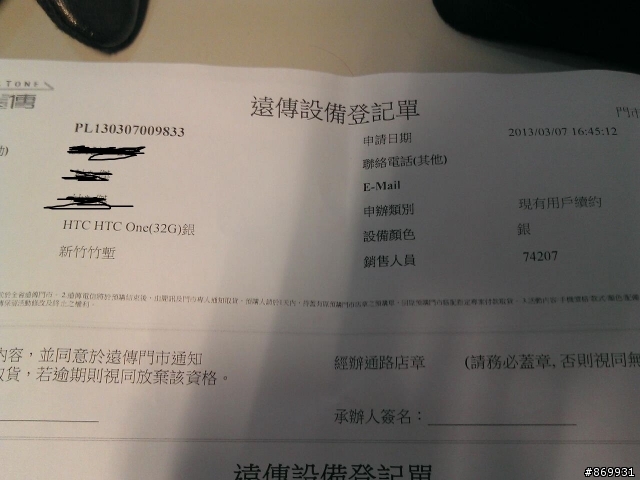 遠傳
遠傳設備登記單
門市
PL130307009833
申請日期 2013/03/07 16:45:12
聯絡電話(其他)
E-Mail
申辦類別 現有用戶續約
HTC HTC One(32G)銀
設備顏色 銀
新竹竹塹
銷售人員 74207
內容，並同意於遠傳門市通知
取貨，若逾期則視同放棄該資格。
經辦通路店章 (請務必蓋章, 否則視同無
承辦人簽名：
遠傳設備登記單
#869931